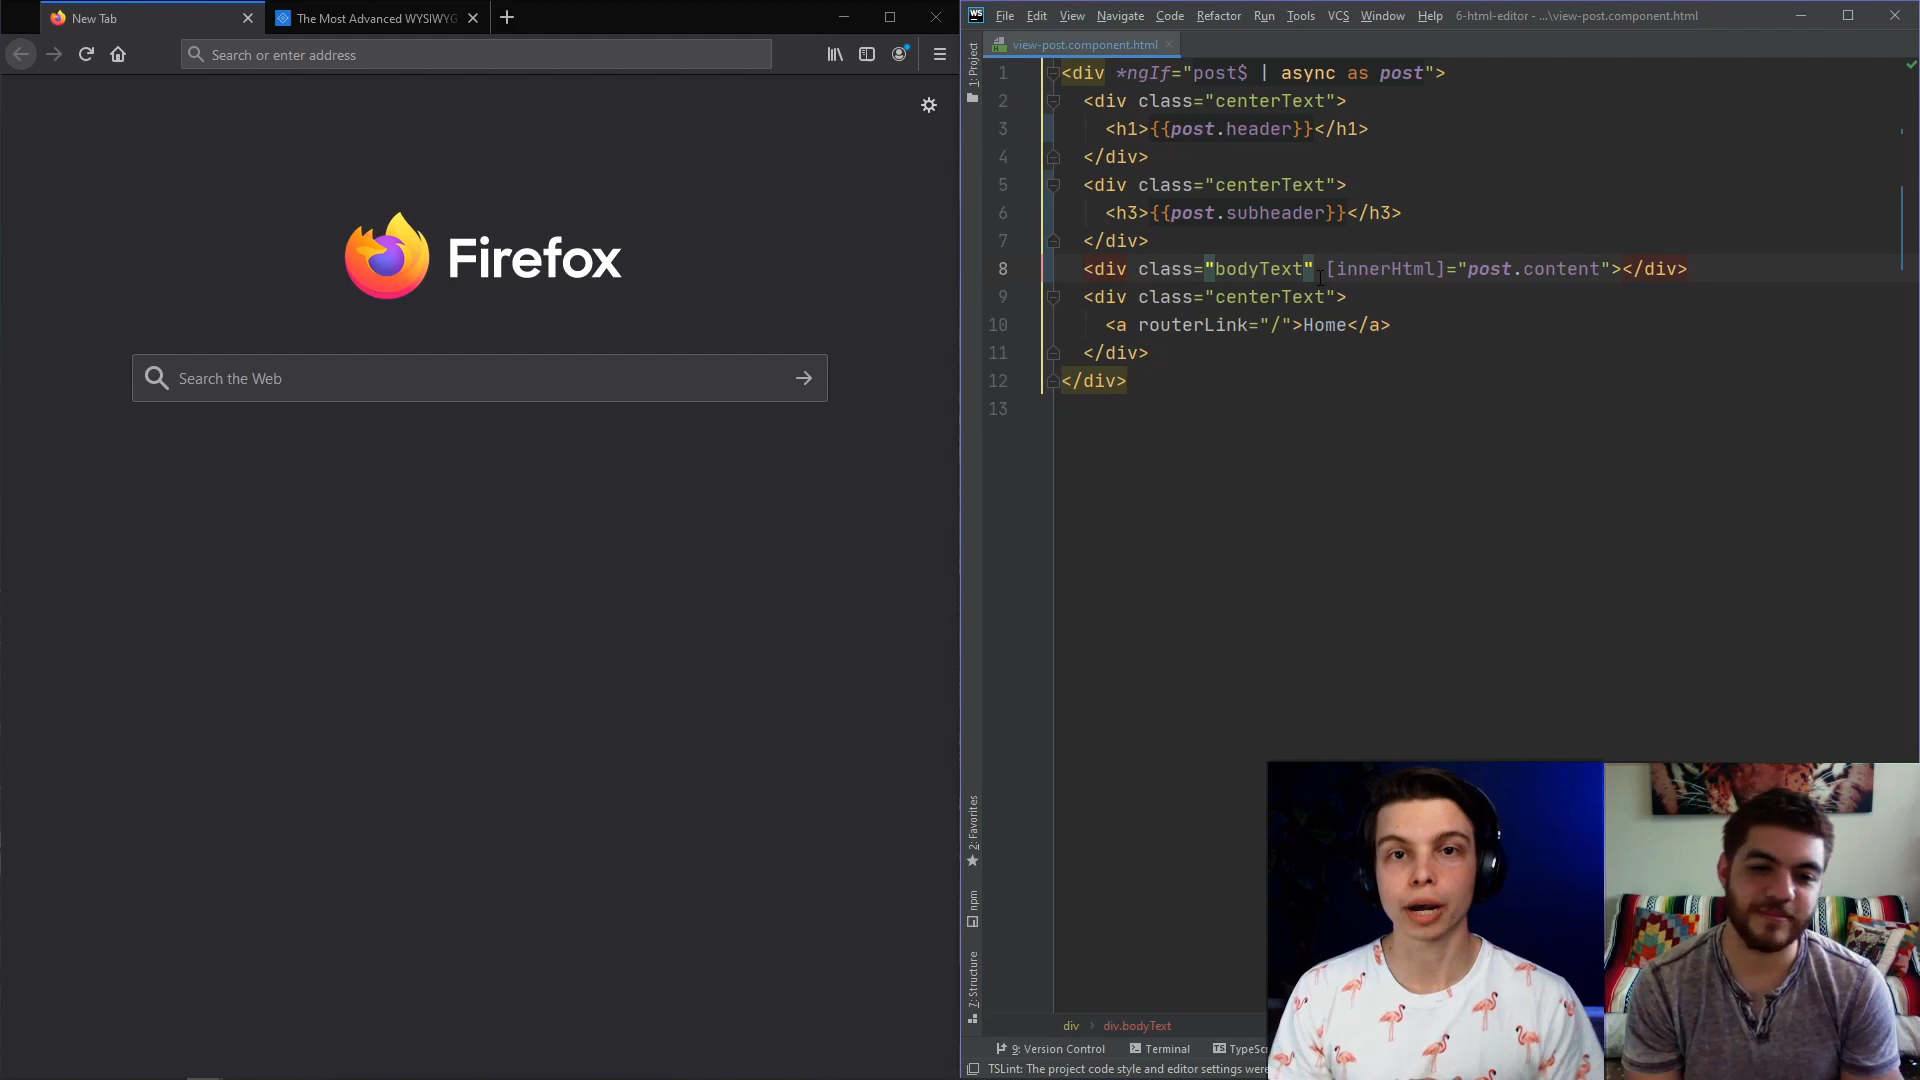 New Tab
The Most Advanced WYSIWYG
Search or enter address
Firefox
Search the Web
WS File Edit View Navigate Code Refactor Run Tools VCS Window Help 6-html-editor - ...\view-post.component.html
view-post.component.html
1: Project
1 <div *ngIf="post$ | async as post">
2 <div class="centerText">
3 <h1>{{post.header}}</h1>
4 </div>
5 <div class="centerText">
6 <h3>{{post.subheader}}</h3>
7 </div>
8 <div class="bodyText" [innerHtml]="post.content"></div>
9 <div class="centerText">
10 <a routerLink="/">Home</a>
11 </div>
12 </div>
13
2: Favorites
npm
7: Structure
div div.bodyText
9: Version Control Terminal TS TypeSc
TSLint: The project code style and editor settings were